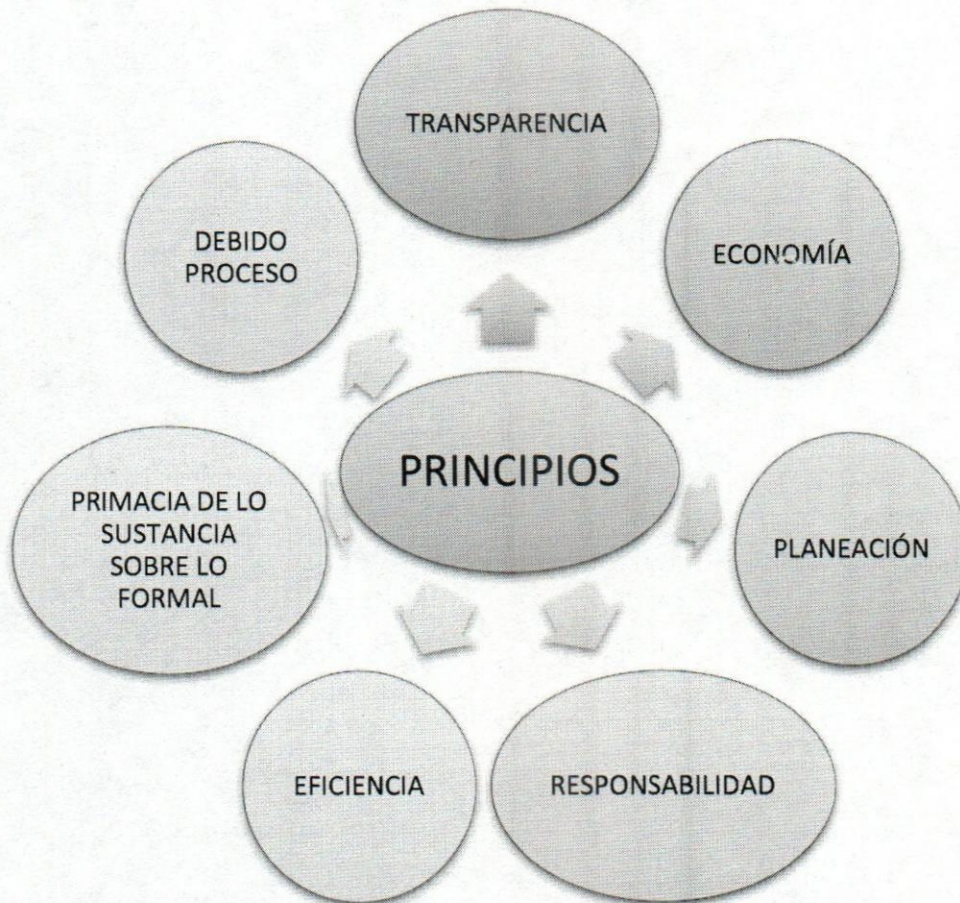 TRANSPARENCIA
DEBIDO
PROCESO
ECONOMÍA
PRINCIPIOS
PRIMACIA DE LO
SUSTANCIA
SOBRE LO
FORMAL
PLANEACIÓN
EFICIENCIA
RESPONSABILIDAD